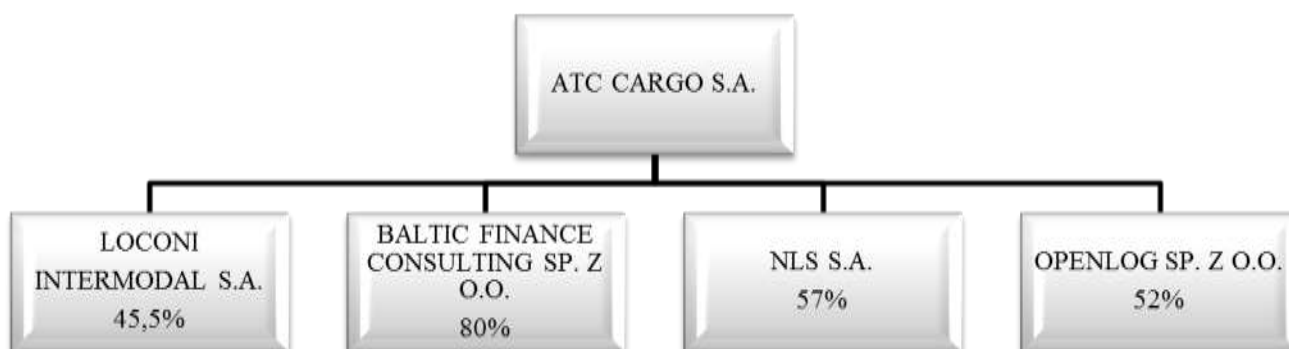 ATC CARGO S.A.
LOCONI
INTERMODAL S.A.
45,5%
BALTIC FINANCE
CONSULTING SP. Z
O.O.
80%
NLS S.A.
57%
OPENLOG SP. Z O.O.
52%